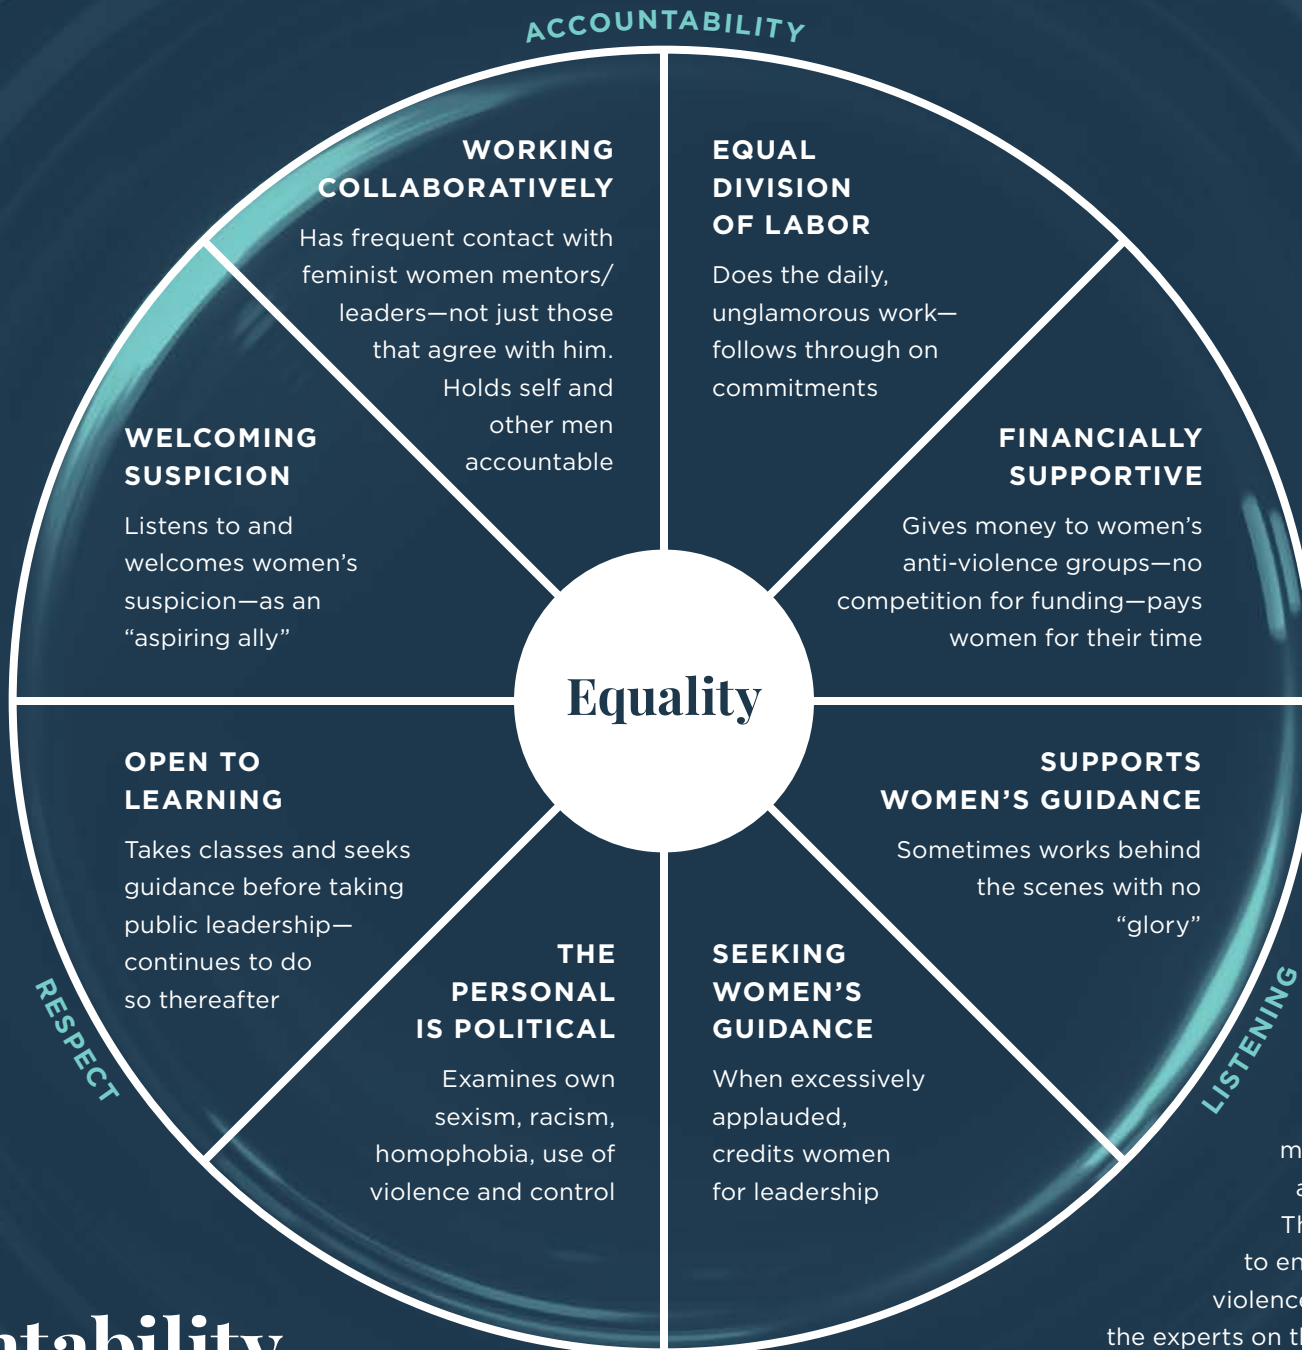 ACCOUNTABILITY
WORKING
COLLABORATIVELY
Has frequent contact with
feminist women mentors/
leaders—not just those
that agree with him.
Holds self and
other men
accountable
EQUAL
DIVISION
OF LABOR
Does the daily,
unglamorous work—
follows through on
commitments
WELCOMING
SUSPICION
Listens to and
welcomes women’s
suspicion—as an
“aspiring ally”
FINANCIALLY
SUPPORTIVE
Gives money to women’s
anti-violence groups—no
competition for funding—pays
women for their time
Equality
OPEN TO
LEARNING
Takes classes and seeks
guidance before taking
public leadership—
continues to do
so thereafter
SUPPORTS
WOMEN’S GUIDANCE
Sometimes works behind
the scenes with no
“glory”
THE
PERSONAL
IS POLITICAL
Examines own
sexism, racism,
homophobia, use of
violence and control
SEEKING
WOMEN’S
GUIDANCE
When excessively
applauded,
credits women
for leadership
RESPECT
LISTENING
to
the experts on